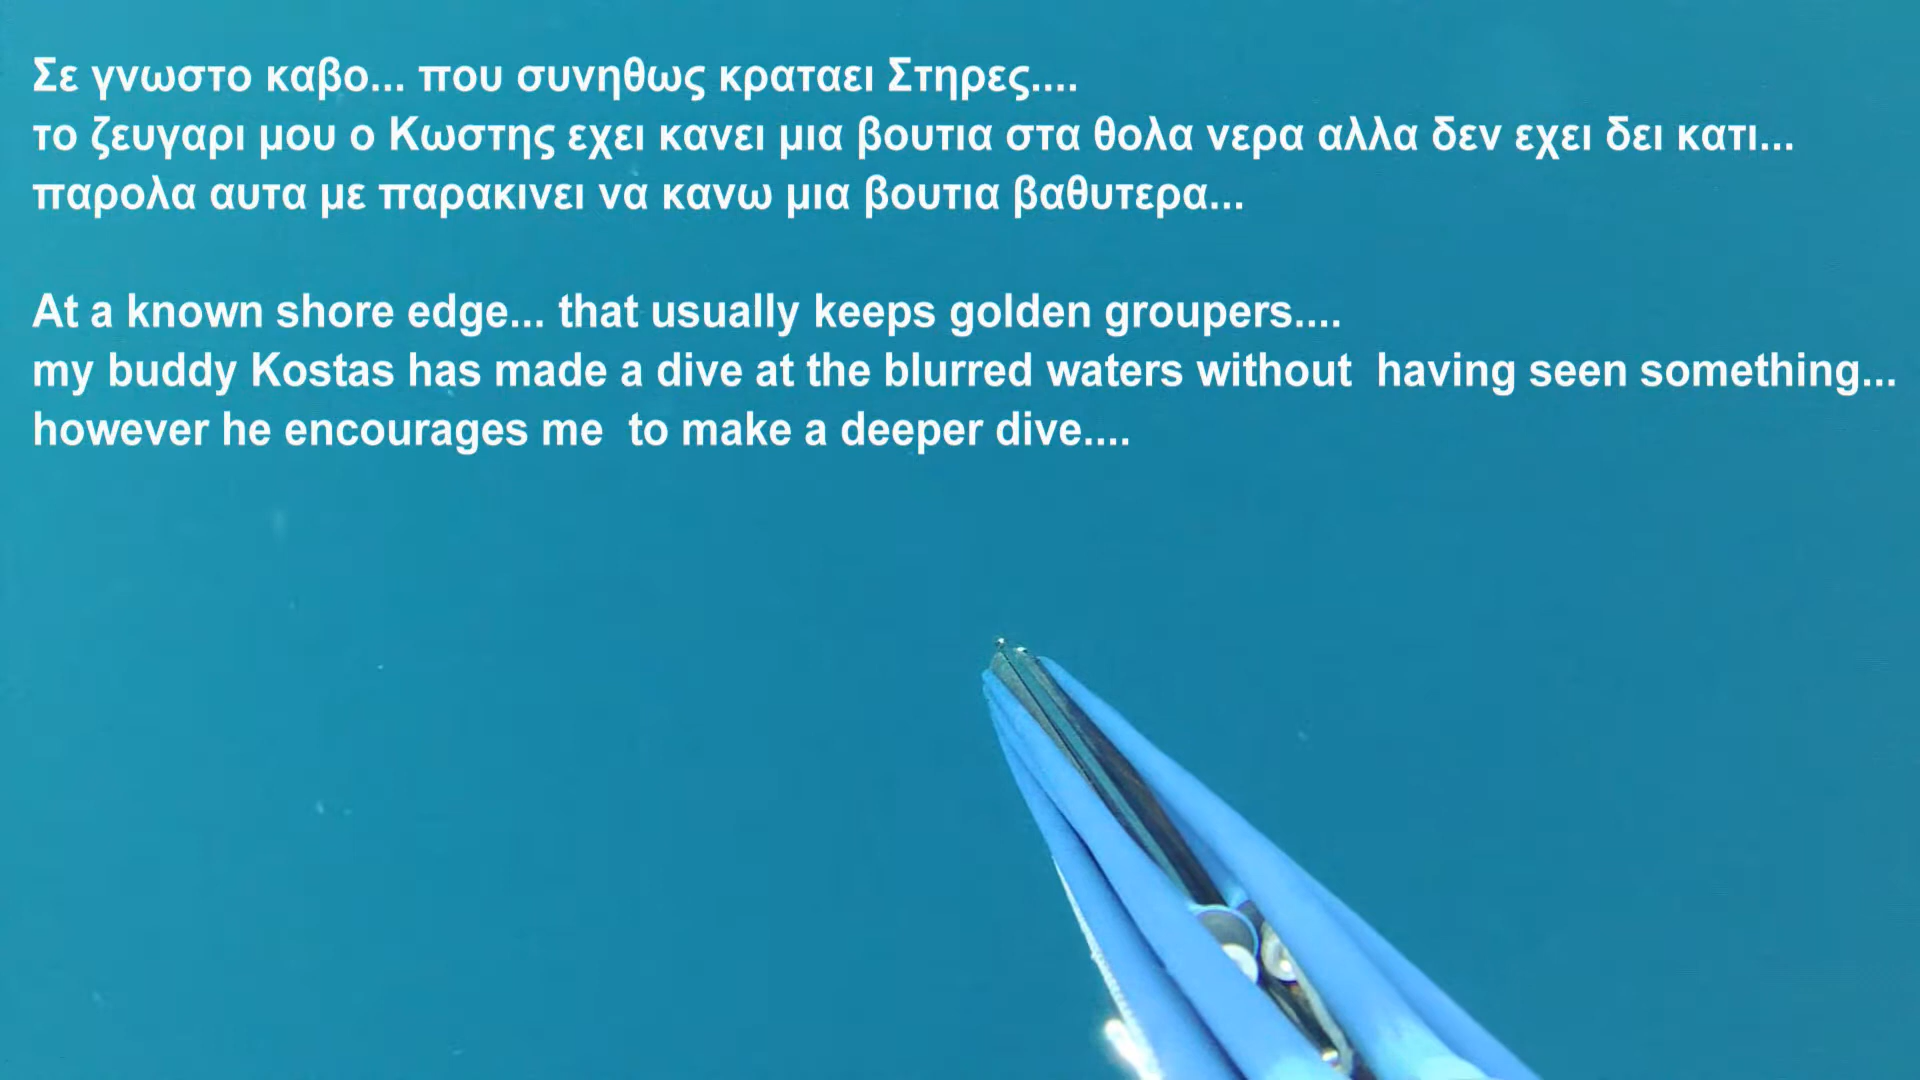 Σε γνωστο καβο... που συνηθως κραταει Στηρες....
το ζευγαρι μου ο Κωστης εχει κανει μια βουτια στα θολα νερα αλλα δεν εχει δει κατι...
παρολα αυτα με παρακινει να κανω μια βουτια βαθυτερα...
At a known shore edge... that usually keeps golden groupers....
my buddy Kostas has made a dive at the blurred waters without  having seen something...
however he encourages me  to make a deeper dive....